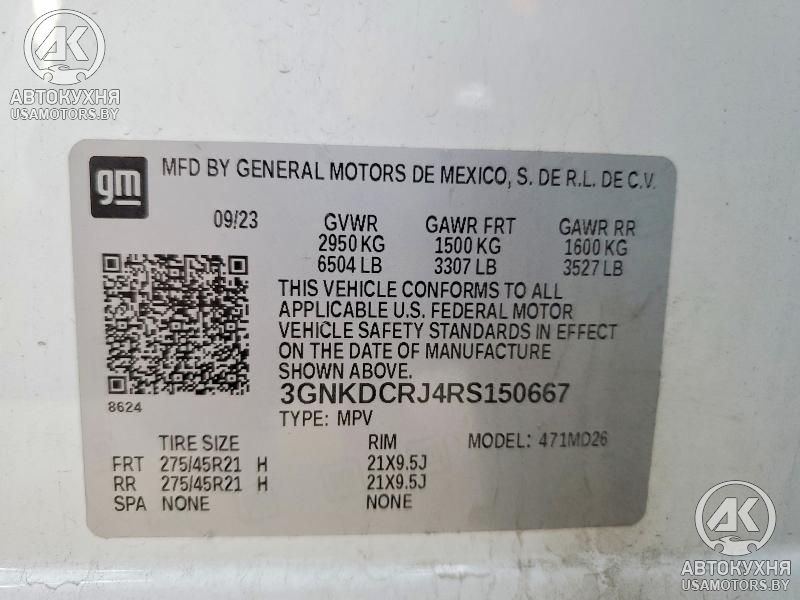 AK
АВТОКУХНЯ
USAMOTORS.BY
gm
MFD BY GENERAL MOTORS DE MEXICO, S. DE R.L. DE C.V.
09/23 GVWR GAWR FRT GAWR RR
2950 KG 1500 KG 1600 KG
6504 LB 3307 LB 3527 LB
THIS VEHICLE CONFORMS TO ALL
APPLICABLE U.S. FEDERAL MOTOR
VEHICLE SAFETY STANDARDS IN EFFECT
ON THE DATE OF MANUFACTURE
SHOWN ABOVE.
8624
3GNKDCRJ4RS150667
TYPE: MPV
TIRE SIZE RIM MODEL: 471MD26
FRT 275/45R21 H 21X9.5J
RR 275/45R21 H 21X9.5J
SPA NONE NONE
AK
АВТОКУХНЯ
USAMOTORS.BY